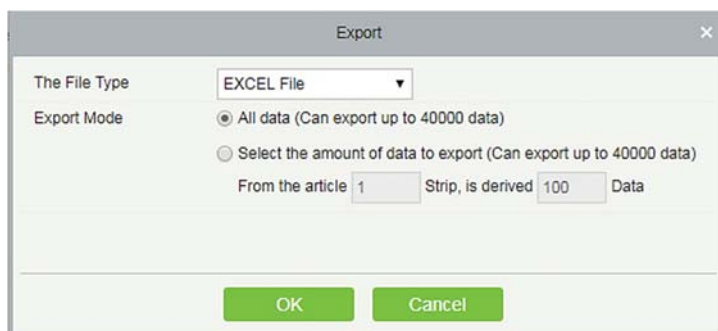 Export
The File Type EXCEL File
Export Mode All data (Can export up to 40000 data)
Select the amount of data to export (Can export up to 40000 data)
From the article 1 Strip, is derived 100 Data
OK Cancel